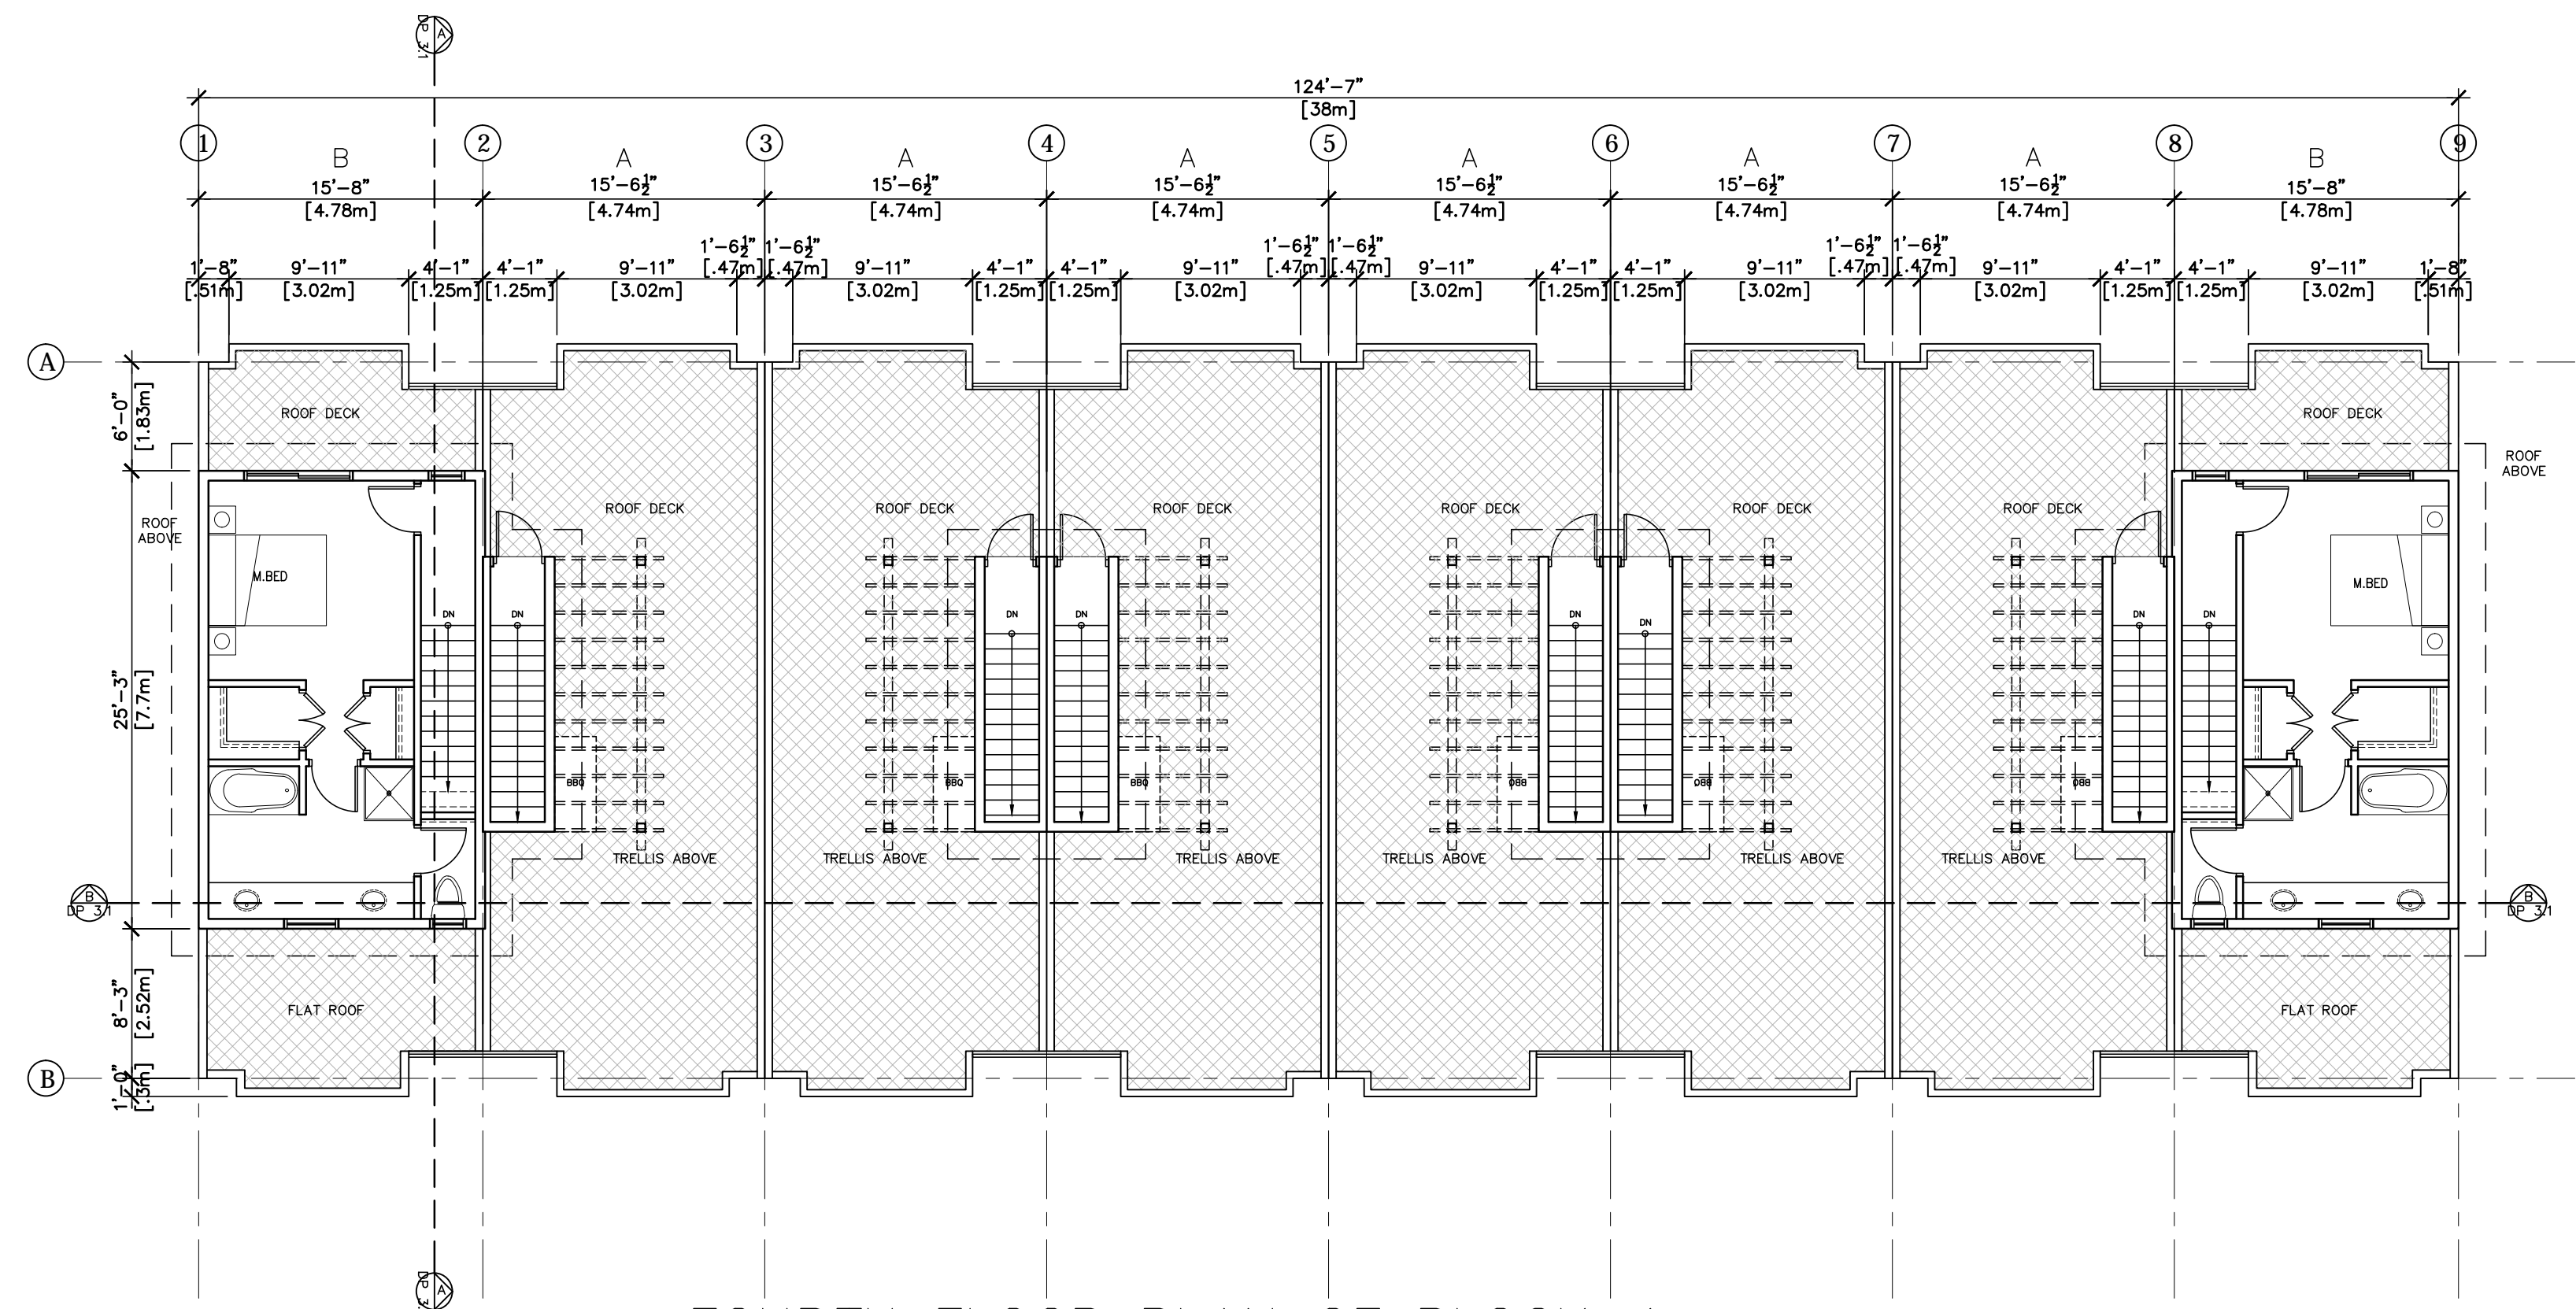 DP 3.1
A
124'-7"
[38m]
1 2 3 4 5 6 7 8 9
B A A A A A A B
15'-8" 15'-6½" 15'-6½" 15'-6½" 15'-6½" 15'-6½" 15'-6½" 15'-8"
[4.78m] [4.74m] [4.74m] [4.74m] [4.74m] [4.74m] [4.74m] [4.78m]
1'-6½" 1'-6½" 1'-6½" 1'-6½" 1'-6½" 1'-6½"
[.47m] [.47m] [.47m] [.47m] [.47m] [.47m]
1'-8" 9'-11" 4'-1" 4'-1" 9'-11" 9'-11" 4'-1" 4'-1" 9'-11" 9'-11" 4'-1" 4'-1" 9'-11" 9'-11" 4'-1" 4'-1" 9'-11" 1'-8"
[.51m] [3.02m] [1.25m] [1.25m] [3.02m] [3.02m] [1.25m] [1.25m] [3.02m] [3.02m] [1.25m] [1.25m] [3.02m] [3.02m] [1.25m] [1.25m] [3.02m] [.51m]
A
6'-0"
[1.83m]
ROOF DECK ROOF DECK
ROOF
ABOVE
ROOF
ABOVE
ROOF DECK ROOF DECK ROOF DECK ROOF DECK ROOF DECK ROOF DECK
M.BED M.BED
DN DN DN DN DN DN DN DN
25'-3"
[7.7m]
BBQ BBQ BBQ BBQ BBQ BBQ
TRELLIS ABOVE TRELLIS ABOVE TRELLIS ABOVE TRELLIS ABOVE TRELLIS ABOVE TRELLIS ABOVE
B
DP 3.1
B
DP 3.1
8'-3"
[2.52m]
FLAT ROOF FLAT ROOF
B
1'-0"
[.3m]
A